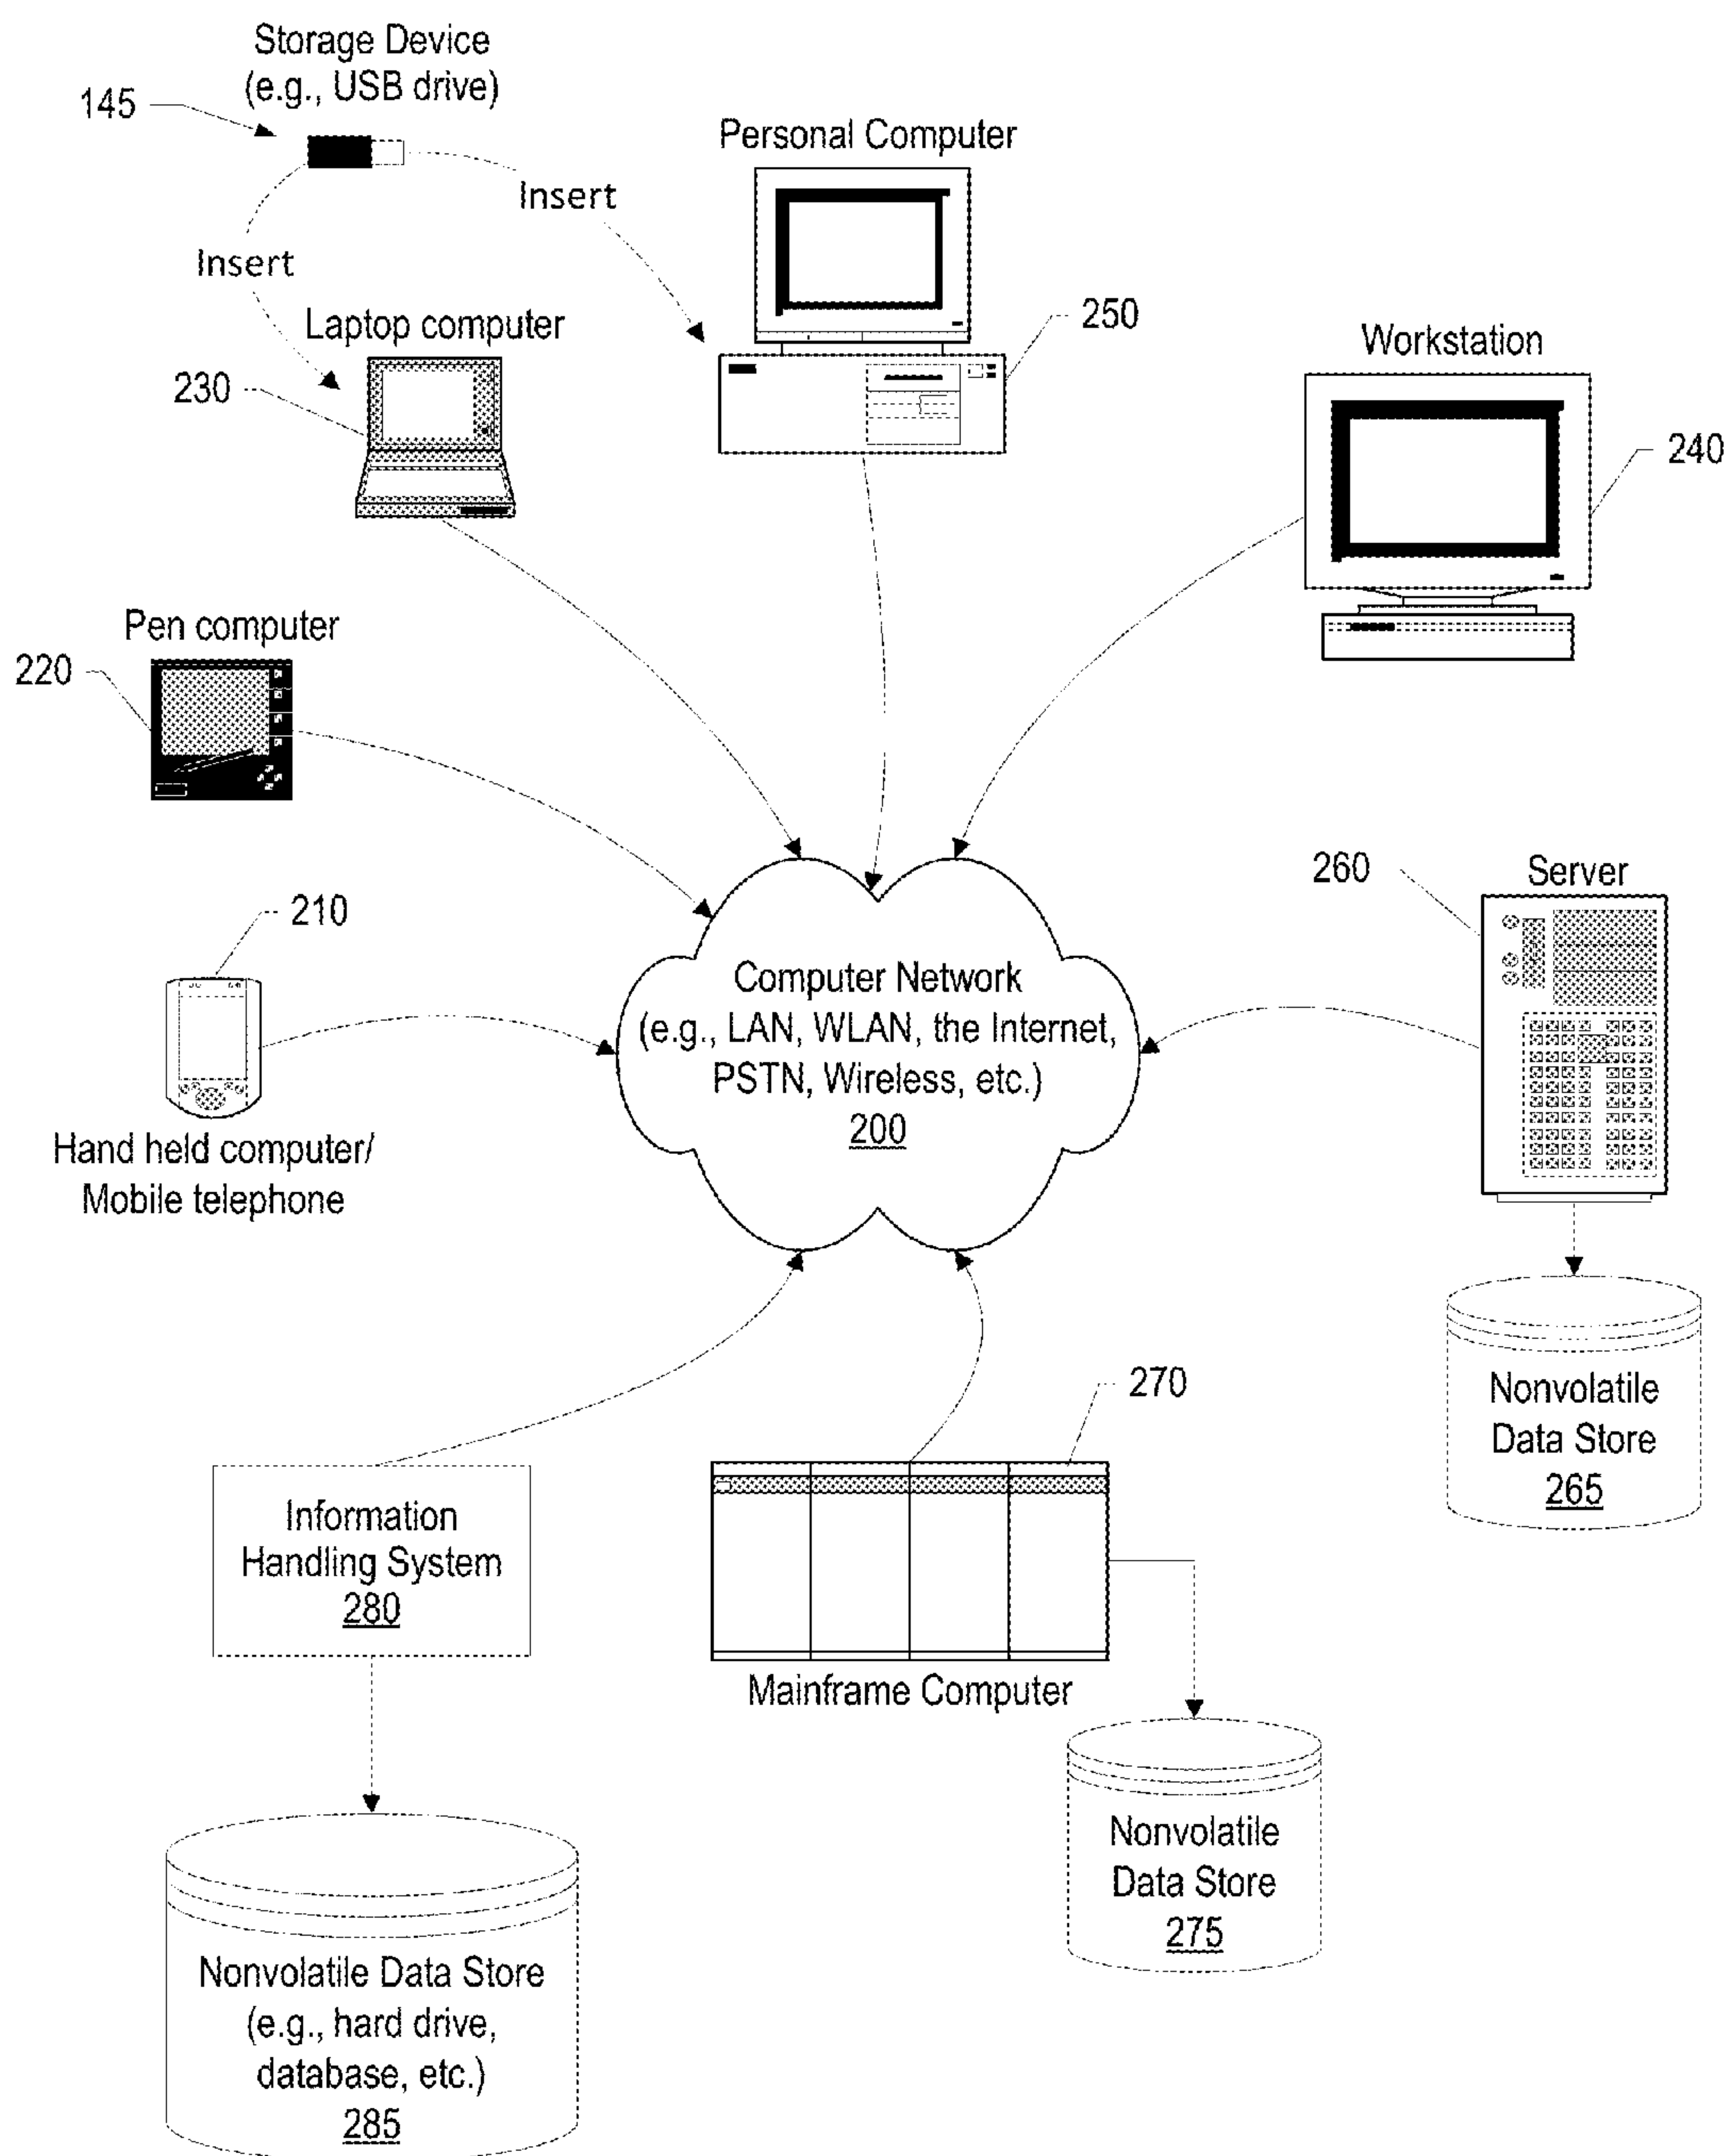 Storage Device
(e.g., USB drive)
145
Personal Computer
Insert
Insert
Laptop computer
250
Workstation
230
240
Pen computer
220
260
Server
210
Computer Network
(e.g., LAN, WLAN, the Internet,
PSTN, Wireless, etc.)
200
Hand held computer/
Mobile telephone
270
Nonvolatile
Data Store
265
Information
Handling System
280
Mainframe Computer
Nonvolatile
Data Store
275
Nonvolatile Data Store
(e.g., hard drive,
database, etc.)
285